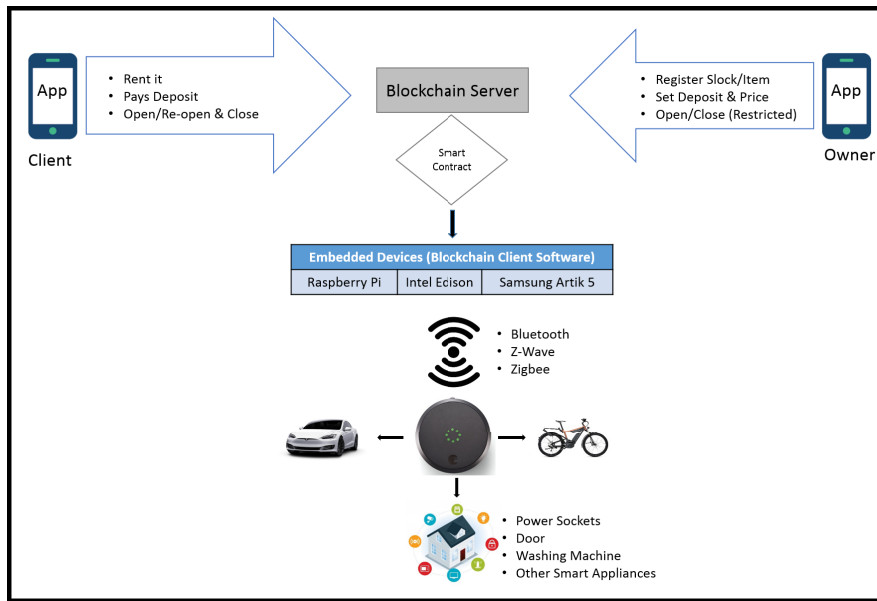 App
Client
• Rent it
• Pays Deposit
• Open/Re-open & Close
Blockchain Server
Smart
Contract
• Register Slock/Item
• Set Deposit & Price
• Open/Close (Restricted)
App
Owner
Embedded Devices (Blockchain Client Software)
Raspberry Pi Intel Edison Samsung Artik 5
• Bluetooth
• Z-Wave
• Zigbee
• Power Sockets
• Door
• Washing Machine
• Other Smart Appliances